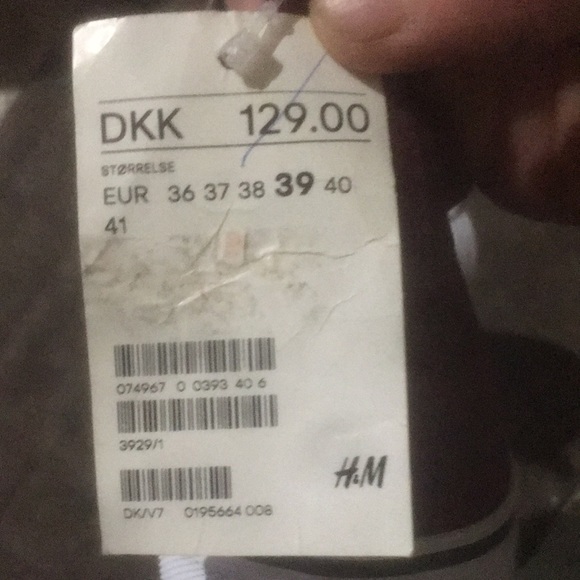 DKK 129.00
STØRRELSE
EUR 36 37 38 39 40
41
074967 0 0393 40 6
3929/1
H&M
DK/V7 0195664 008